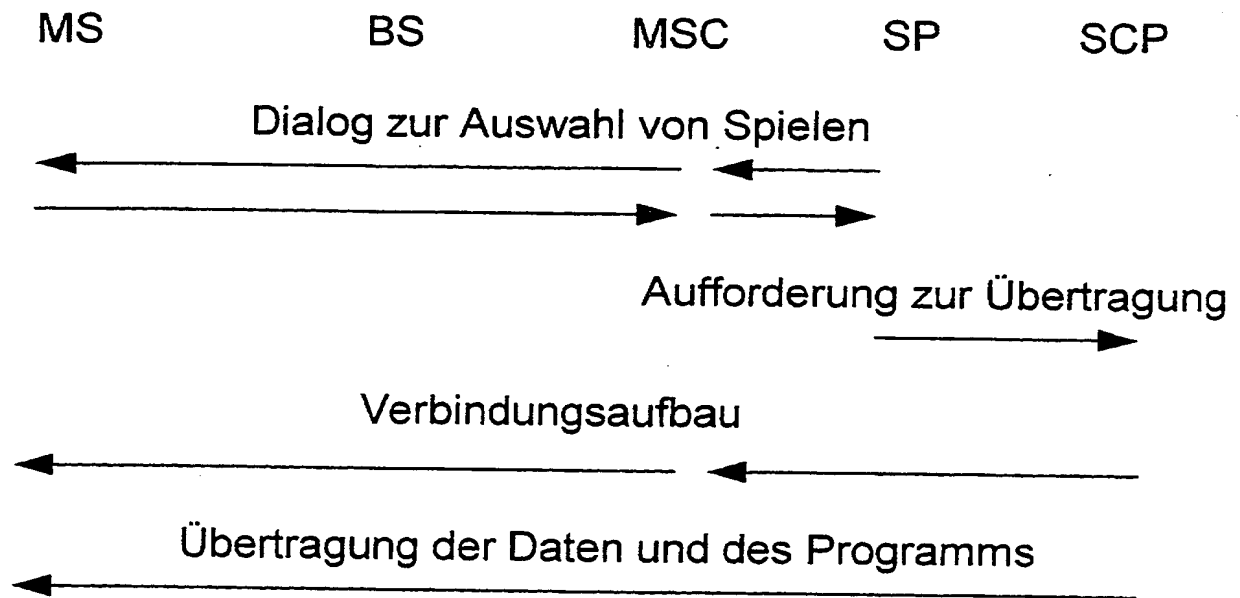 MS BS MSC SP SCP
Dialog zur Auswahl von Spielen
Aufforderung zur Übertragung
Verbindungsaufbau
Übertragung der Daten und des Programms